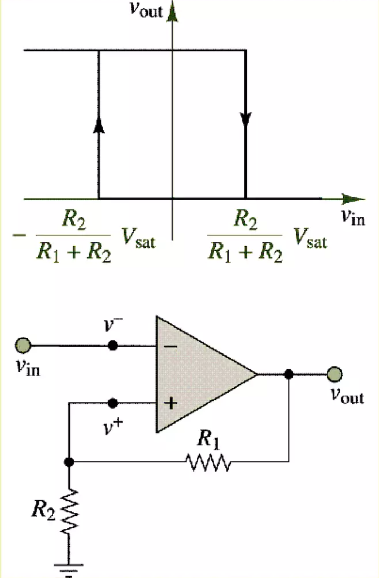 v_out
v_in
− R₂/(R₁ + R₂) V_sat
R₂/(R₁ + R₂) V_sat
v⁻
−
v_in
+
v_out
v⁺
R₁
R₂